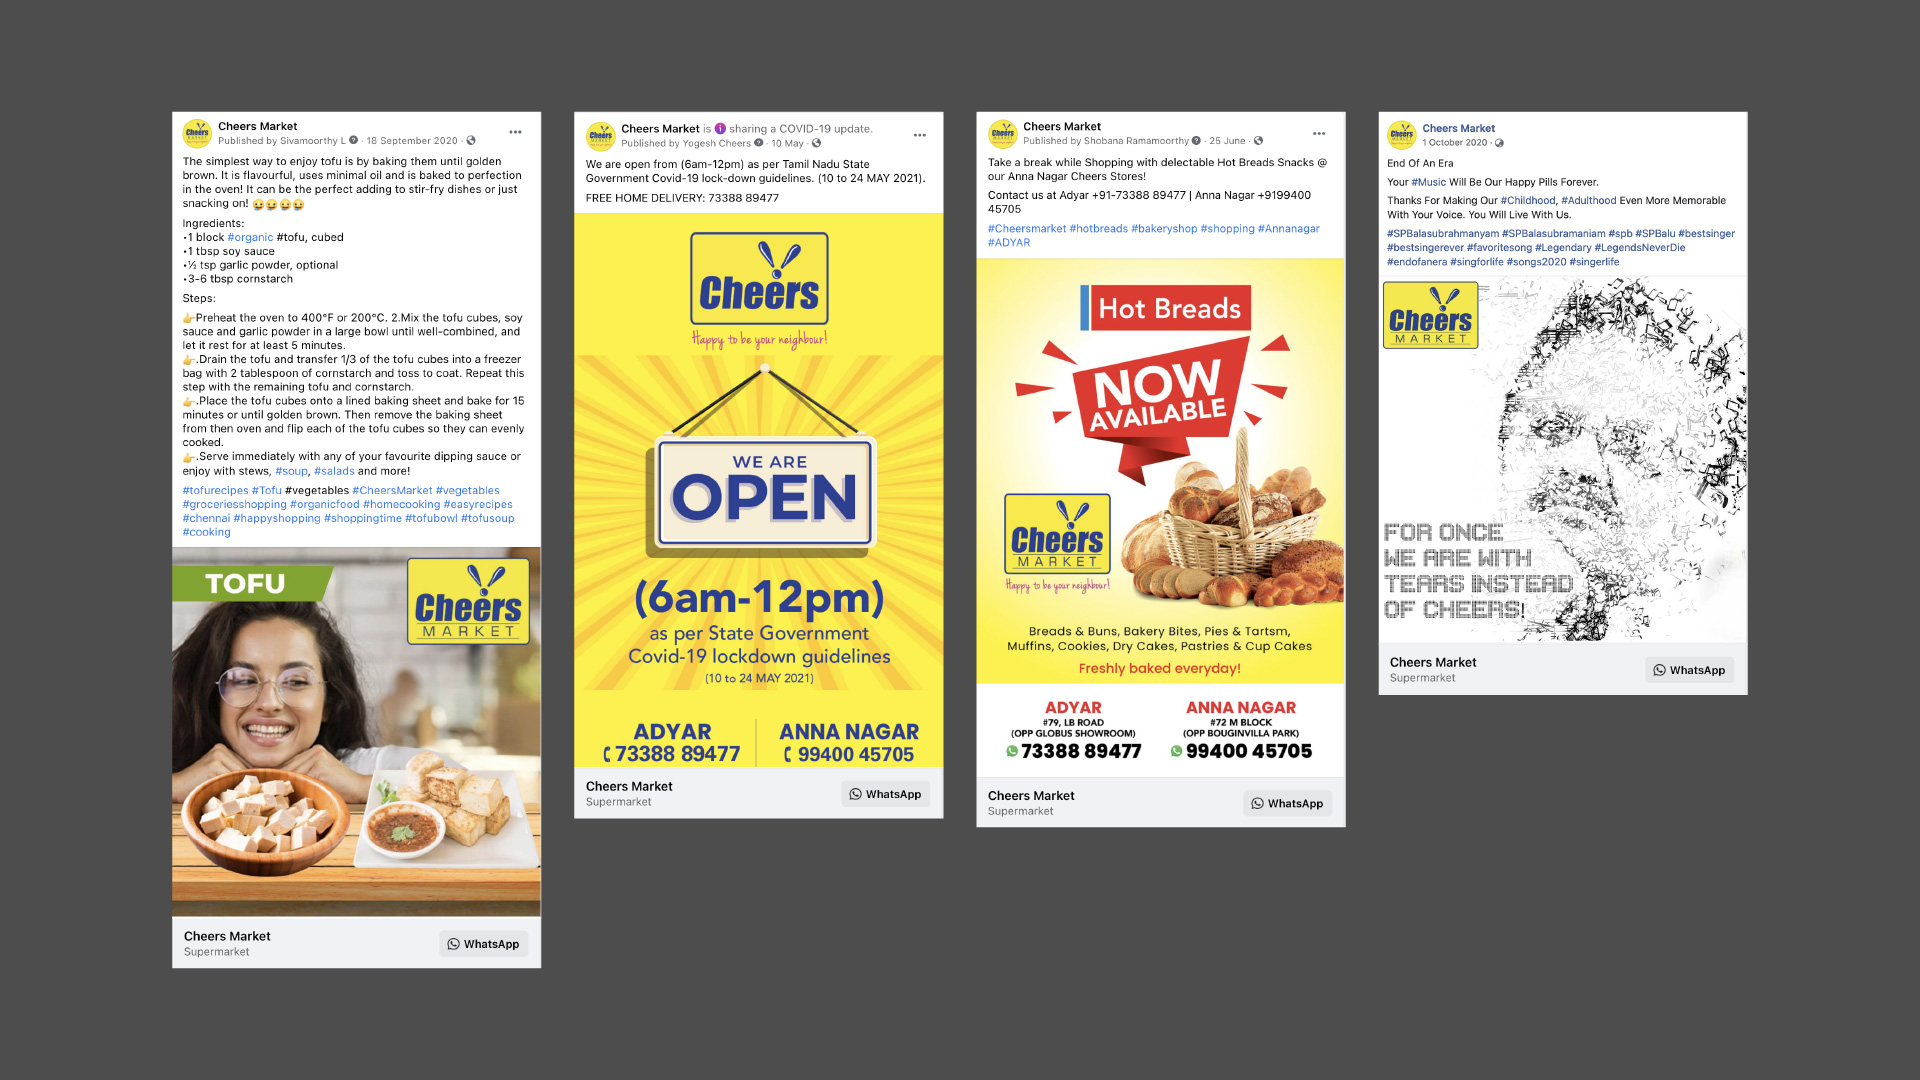 Cheers Market
Published by Sivamoorthy L · 18 September 2020 ·
The simplest way to enjoy tofu is by baking them until golden
brown. It is flavourful, uses minimal oil and is baked to perfection
in the oven! It can be the perfect adding to stir-fry dishes or just
snacking on! 😂😂😂😂
Ingredients:
•1 block #organic #tofu, cubed
•1 tbsp soy sauce
•½ tsp garlic powder, optional
•3-6 tbsp cornstarch
Steps:
👉Preheat the oven to 400°F or 200°C. 2.Mix the tofu cubes, soy
sauce and garlic powder in a large bowl until well-combined, and
let it rest for at least 5 minutes.
👉.Drain the tofu and transfer 1/3 of the tofu cubes into a freezer
bag with 2 tablespoon of cornstarch and toss to coat. Repeat this
step with the remaining tofu and cornstarch.
👉.Place the tofu cubes onto a lined baking sheet and bake for 15
minutes or until golden brown. Then remove the baking sheet
from then oven and flip each of the tofu cubes so they can evenly
cooked.
👉.Serve immediately with any of your favourite dipping sauce or
enjoy with stews, #soup, #salads and more!
#tofurecipes #Tofu #vegetables #CheersMarket #vegetables
#groceriesshopping #organicfood #homecooking #easyrecipes
#chennai #happyshopping #shoppingtime #tofubowl #tofusoup
#cooking
TOFU
Cheers
MARKET
Cheers Market
Supermarket
WhatsApp
Cheers Market is sharing a COVID-19 update.
Published by Yogesh Cheers · 10 May ·
We are open from (6am-12pm) as per Tamil Nadu State
Government Covid-19 lock-down guidelines. (10 to 24 MAY 2021).
FREE HOME DELIVERY: 73388 89477
Cheers
Happy to be your neighbour!
WE ARE
OPEN
(6am-12pm)
as per State Government
Covid-19 lockdown guidelines
(10 to 24 MAY 2021)
ADYAR
73388 89477
ANNA NAGAR
99400 45705
Cheers Market
Supermarket
WhatsApp
Cheers Market
Published by Shobana Ramamoorthy · 25 June ·
Take a break while Shopping with delectable Hot Breads Snacks @
our Anna Nagar Cheers Stores!
Contact us at Adyar +91-73388 89477 | Anna Nagar +9199400
45705
#Cheersmarket #hotbreads #bakeryshop #shopping #Annanagar
#ADYAR
Hot Breads
NOW
AVAILABLE
Cheers
MARKET
Happy to be your neighbour!
Breads & Buns, Bakery Bites, Pies & Tartsm,
Muffins, Cookies, Dry Cakes, Pastries & Cup Cakes
Freshly baked everyday!
ADYAR
#79, LB ROAD
(OPP GLOBUS SHOWROOM)
73388 89477
ANNA NAGAR
#72 M BLOCK
(OPP BOUGINVILLA PARK)
99400 45705
Cheers Market
Supermarket
WhatsApp
Cheers Market
1 October 2020 ·
End Of An Era
Your #Music Will Be Our Happy Pills Forever.
Thanks For Making Our #Childhood, #Adulthood Even More Memorable
With Your Voice. You Will Live With Us.
#SPBalasubrahmanyam #SPBalasubramaniam #spb #SPBalu #bestsinger
#bestsingerever #favoritesong #Legendary #LegendsNeverDie
#endofanera #singforlife #songs2020 #singerlife
Cheers
MARKET
FOR ONCE
WE ARE WITH
TEARS INSTEAD
OF CHEERS!
Cheers Market
Supermarket
WhatsApp